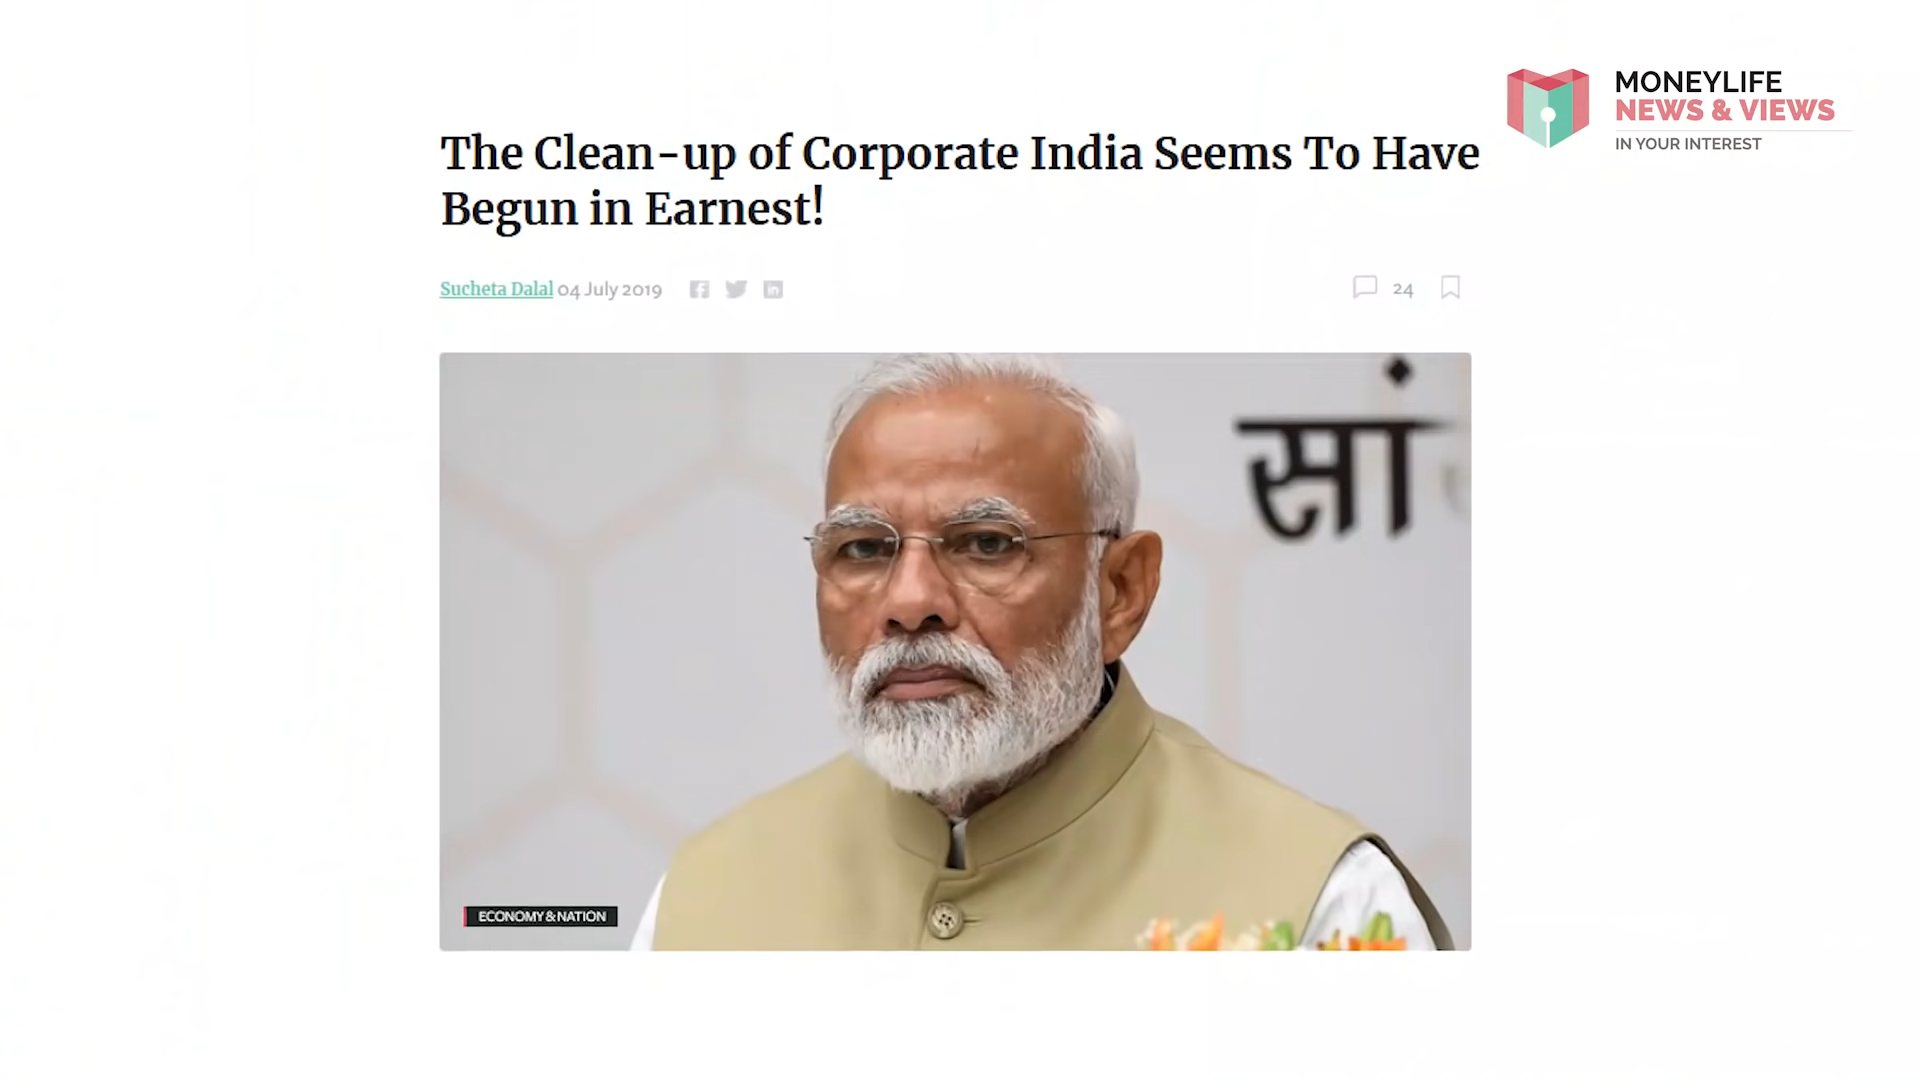 MONEYLIFE
NEWS & VIEWS
IN YOUR INTEREST
The Clean-up of Corporate India Seems To Have
Begun in Earnest!
Sucheta Dalal 04 July 2019
24
सां
ECONOMY & NATION